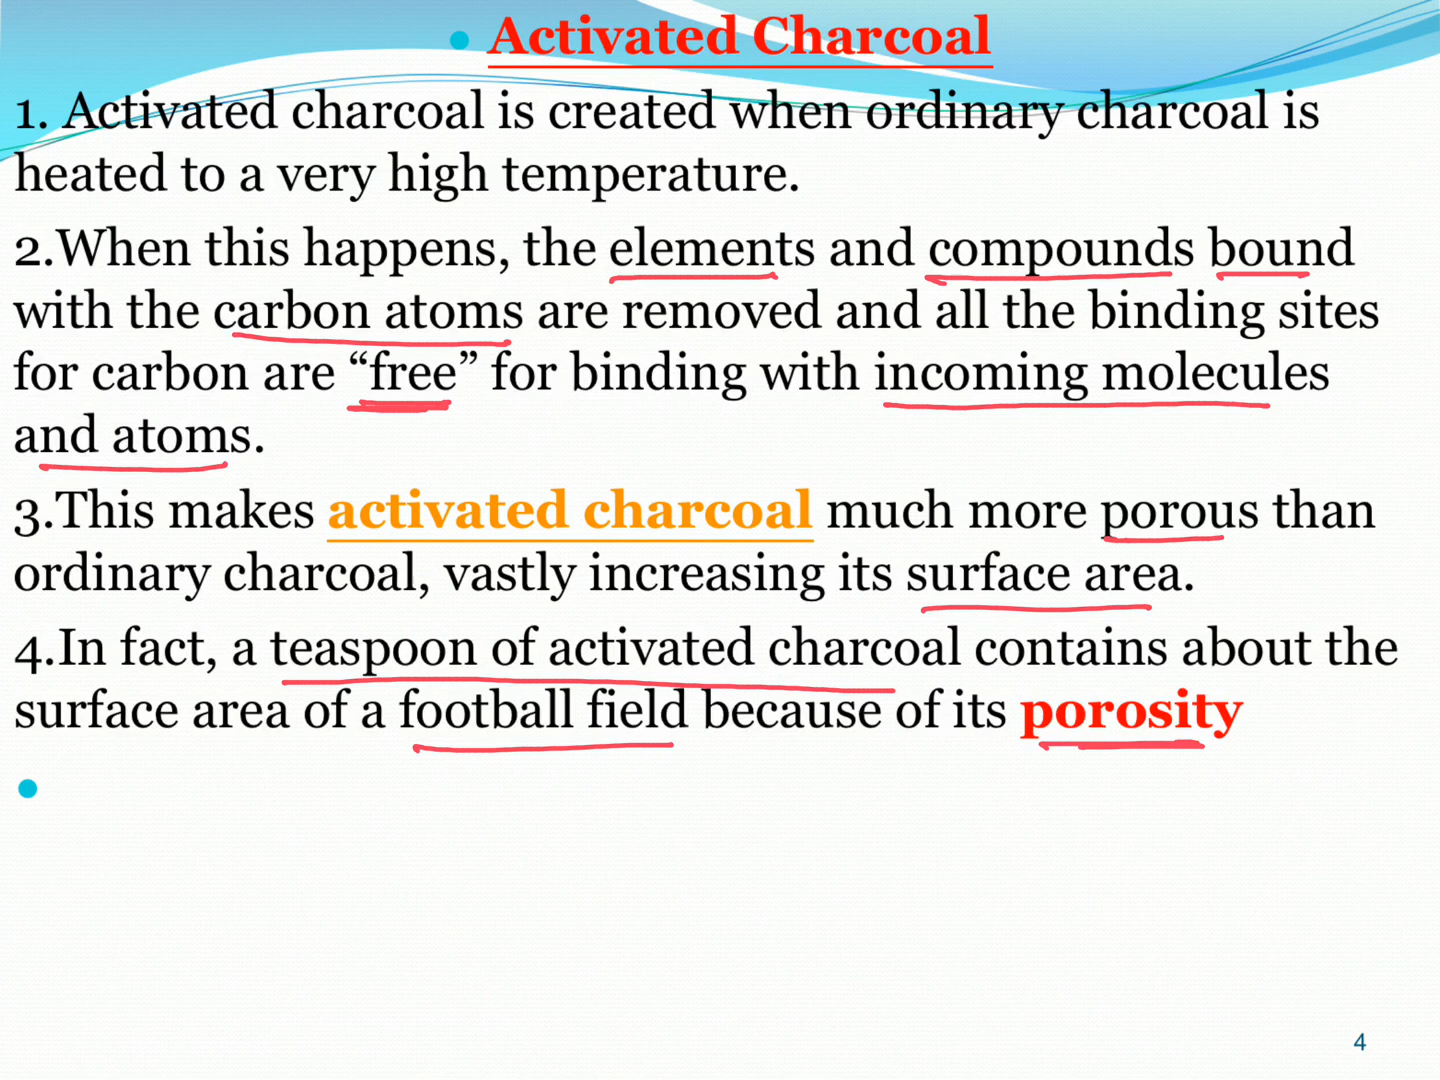 Activated Charcoal
1. Activated charcoal is created when ordinary charcoal is
heated to a very high temperature.
2.When this happens, the elements and compounds bound
with the carbon atoms are removed and all the binding sites
for carbon are “free” for binding with incoming molecules
and atoms.
3.This makes activated charcoal much more porous than
ordinary charcoal, vastly increasing its surface area.
4.In fact, a teaspoon of activated charcoal contains about the
surface area of a football field because of its porosity
4